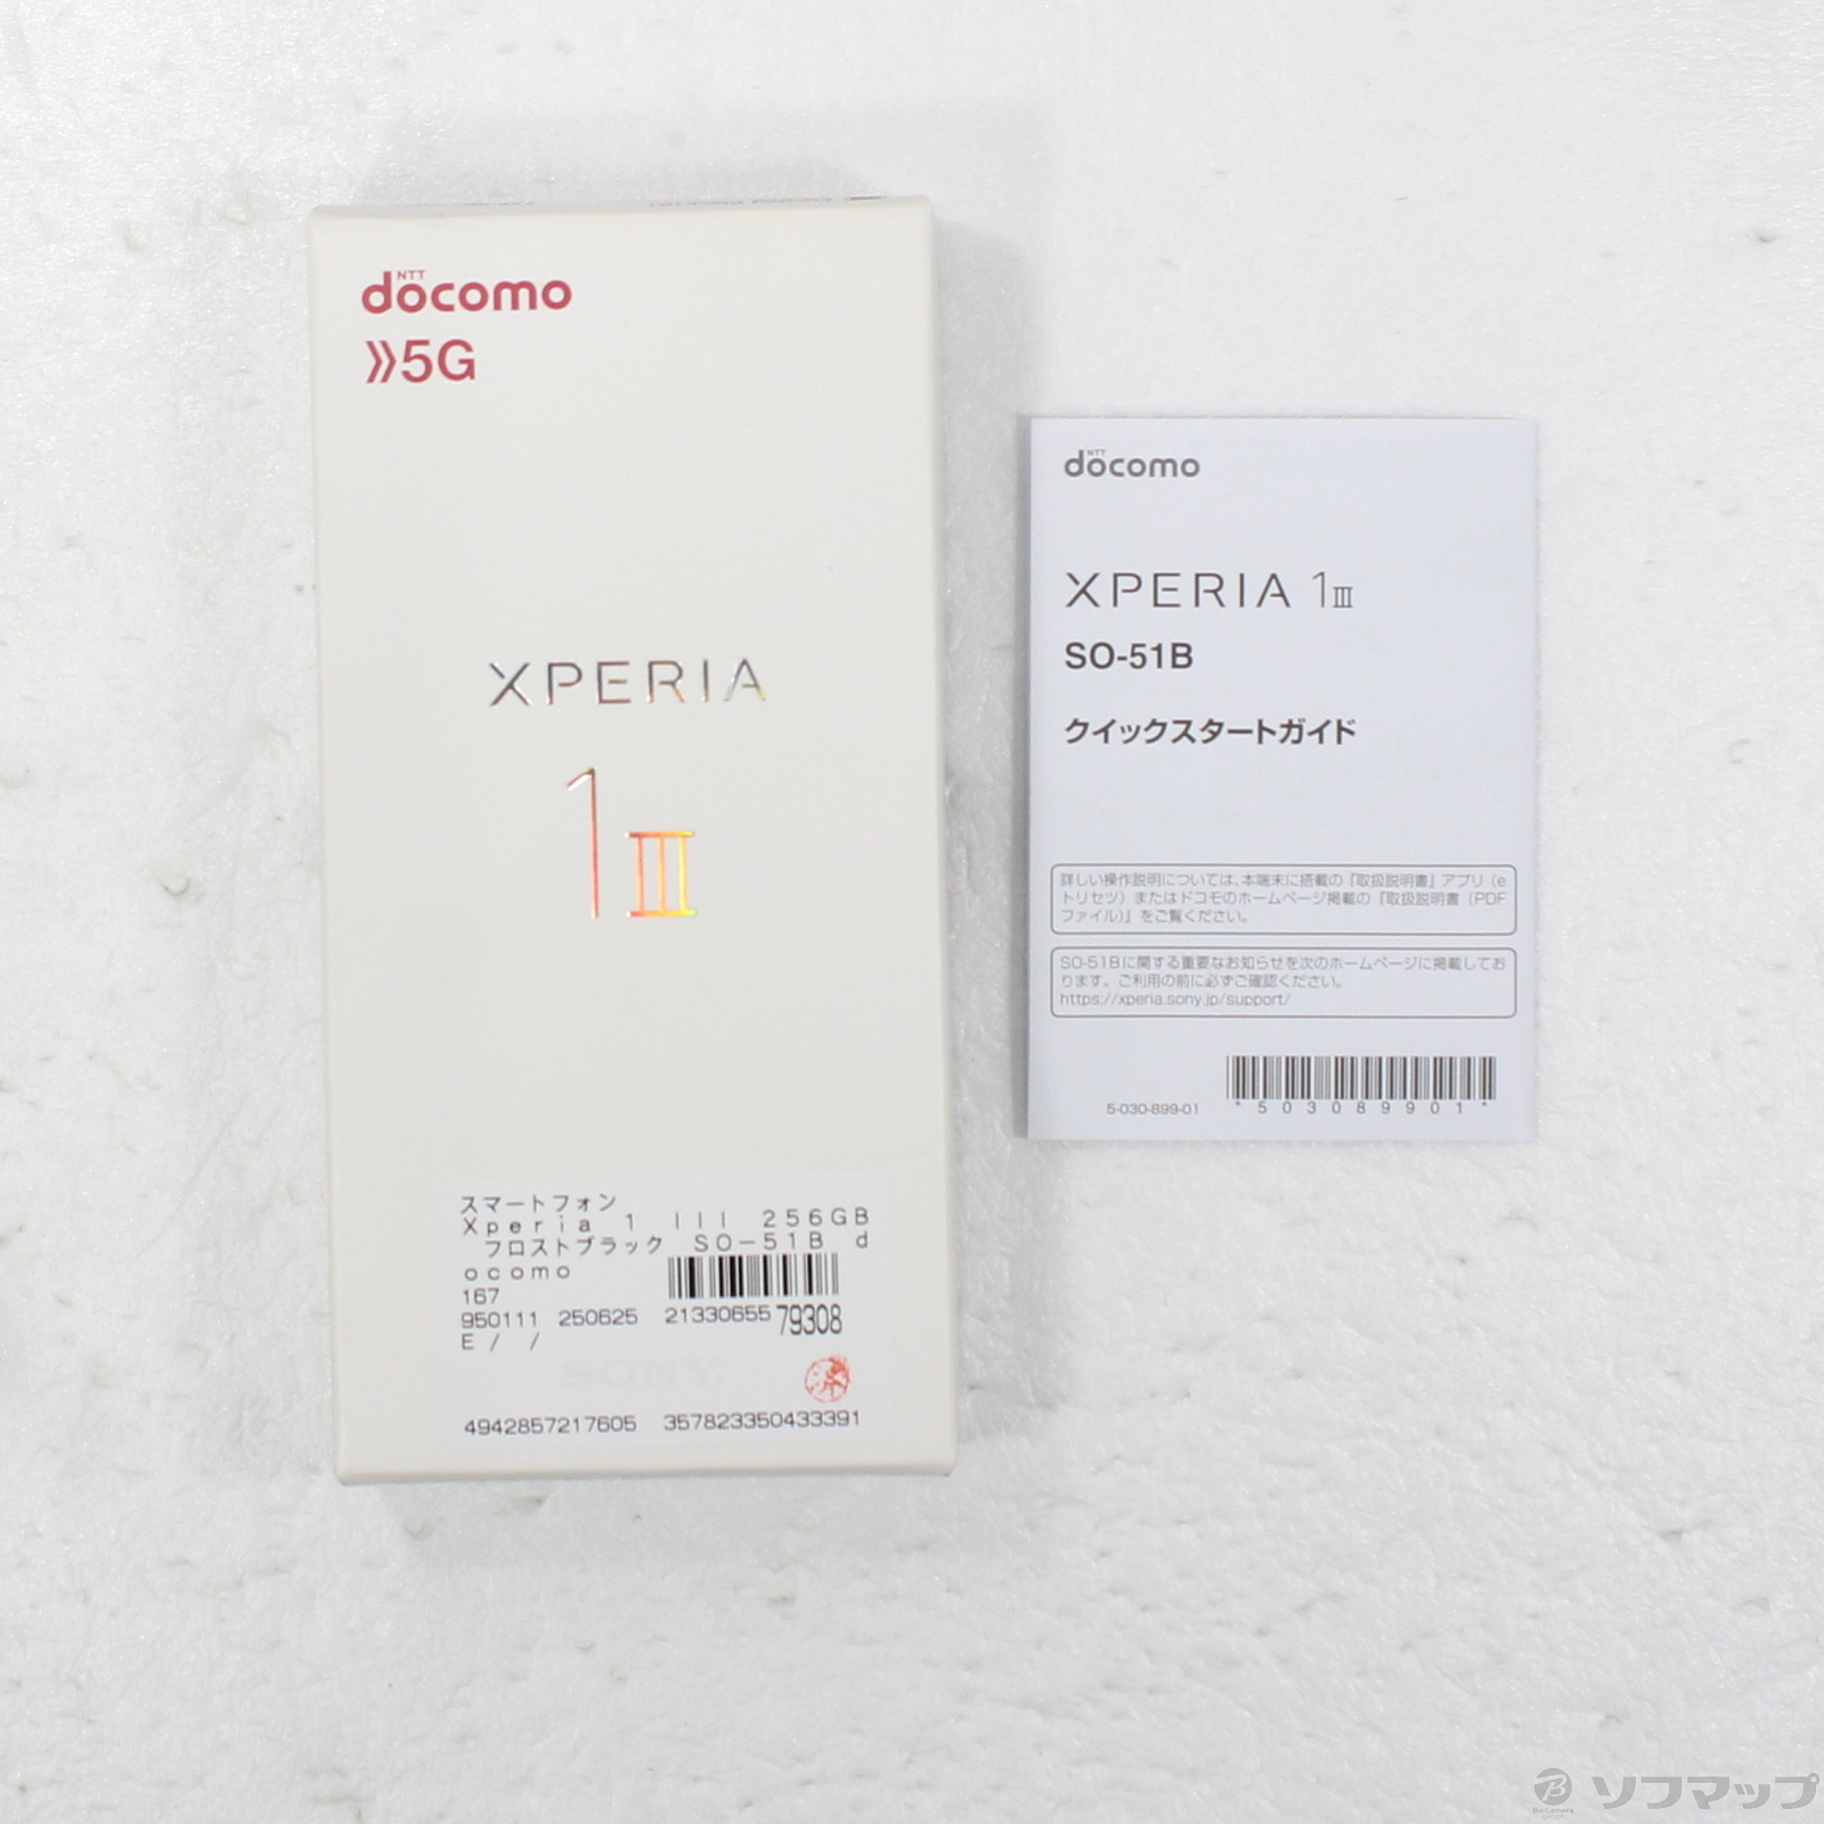 NTT
docomo
5G
XPERIA
1 III
スマートフォン
Xperia 1 III 256GB
フロストブラック SO-51B d
ocomo
167
950111 250625 21330655 79308
E / /
SONY
4942857217605 357823350433391
NTT
docomo
XPERIA 1 III
SO-51B
クイックスタートガイド
詳しい操作説明については、本端末に搭載の『取扱説明書』アプリ（e
トリセツ）またはドコモのホームページ掲載の『取扱説明書（PDF
ファイル）』をご覧ください。
SO-51Bに関する重要なお知らせを次のホームページに掲載してお
ります。ご利用の前に必ずご確認ください。
https://xperia.sony.jp/support/
5-030-899-01
*503089901*
BicCamera
GROUP
ソフマップ